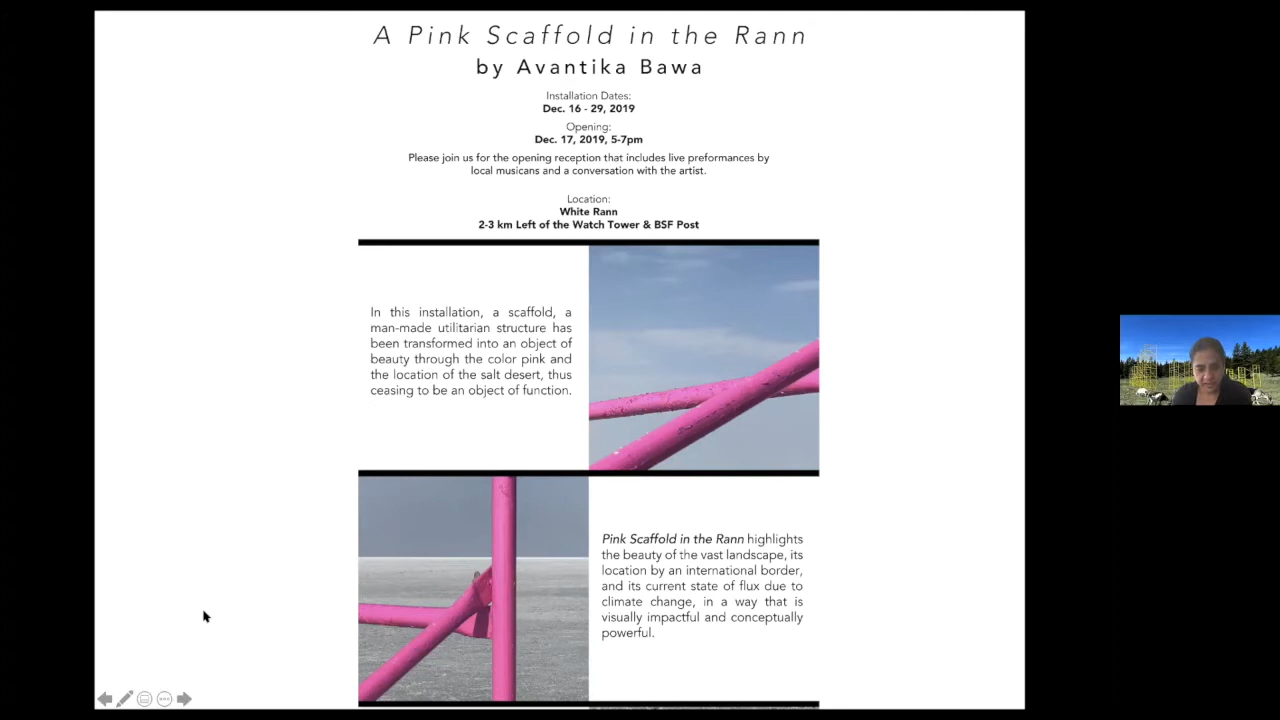 A Pink Scaffold in the Rann
by Avantika Bawa
Installation Dates:
Dec. 16 - 29, 2019
Opening:
Dec. 17, 2019, 5-7pm
Please join us for the opening reception that includes live preformances by
local musicans and a conversation with the artist.
Location:
White Rann
2-3 km Left of the Watch Tower & BSF Post
In this installation, a scaffold, a
man-made utilitarian structure has
been transformed into an object of
beauty through the color pink and
the location of the salt desert, thus
ceasing to be an object of function.
Pink Scaffold in the Rann highlights
the beauty of the vast landscape, its
location by an international border,
and its current state of flux due to
climate change, in a way that is
visually impactful and conceptually
powerful.